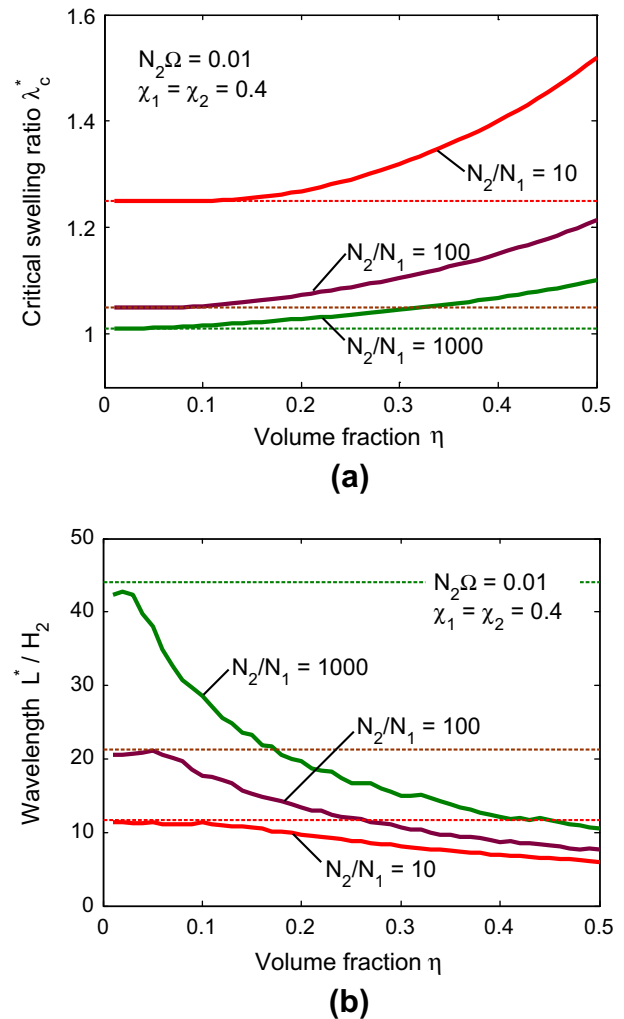 1.6
1.4
1.2
1
Critical swelling ratio λ_c^*
N₂Ω = 0.01
χ₁ = χ₂ = 0.4
N₂/N₁ = 10
N₂/N₁ = 100
N₂/N₁ = 1000
0 0.1 0.2 0.3 0.4 0.5
Volume fraction η
(a)
50
40
30
20
10
0
Wavelength L^* / H₂
N₂Ω = 0.01
χ₁ = χ₂ = 0.4
N₂/N₁ = 1000
N₂/N₁ = 100
N₂/N₁ = 10
0 0.1 0.2 0.3 0.4 0.5
Volume fraction η
(b)